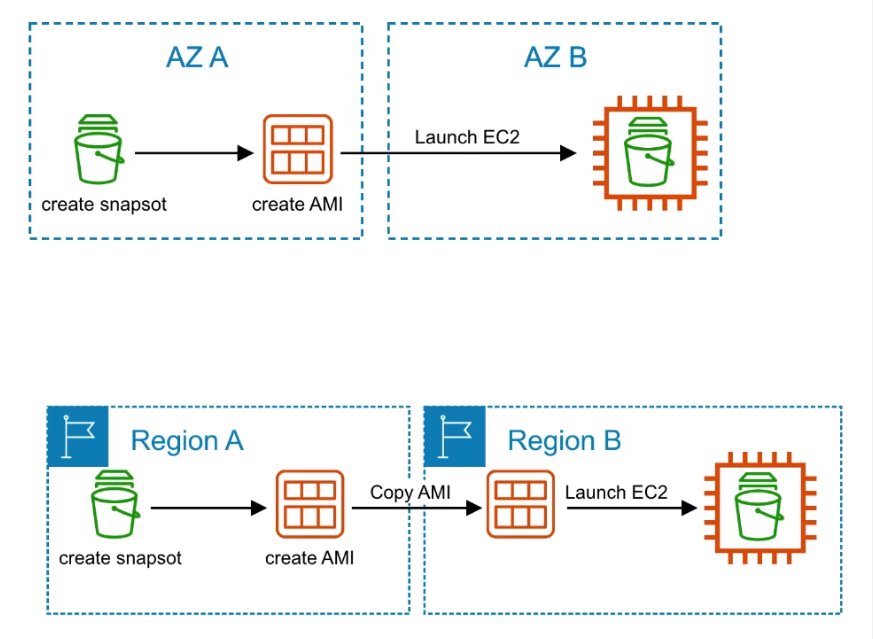 AZ A
AZ B
Launch EC2
create snapsot
create AMI
Region A
Region B
Copy AMI
Launch EC2
create snapsot
create AMI